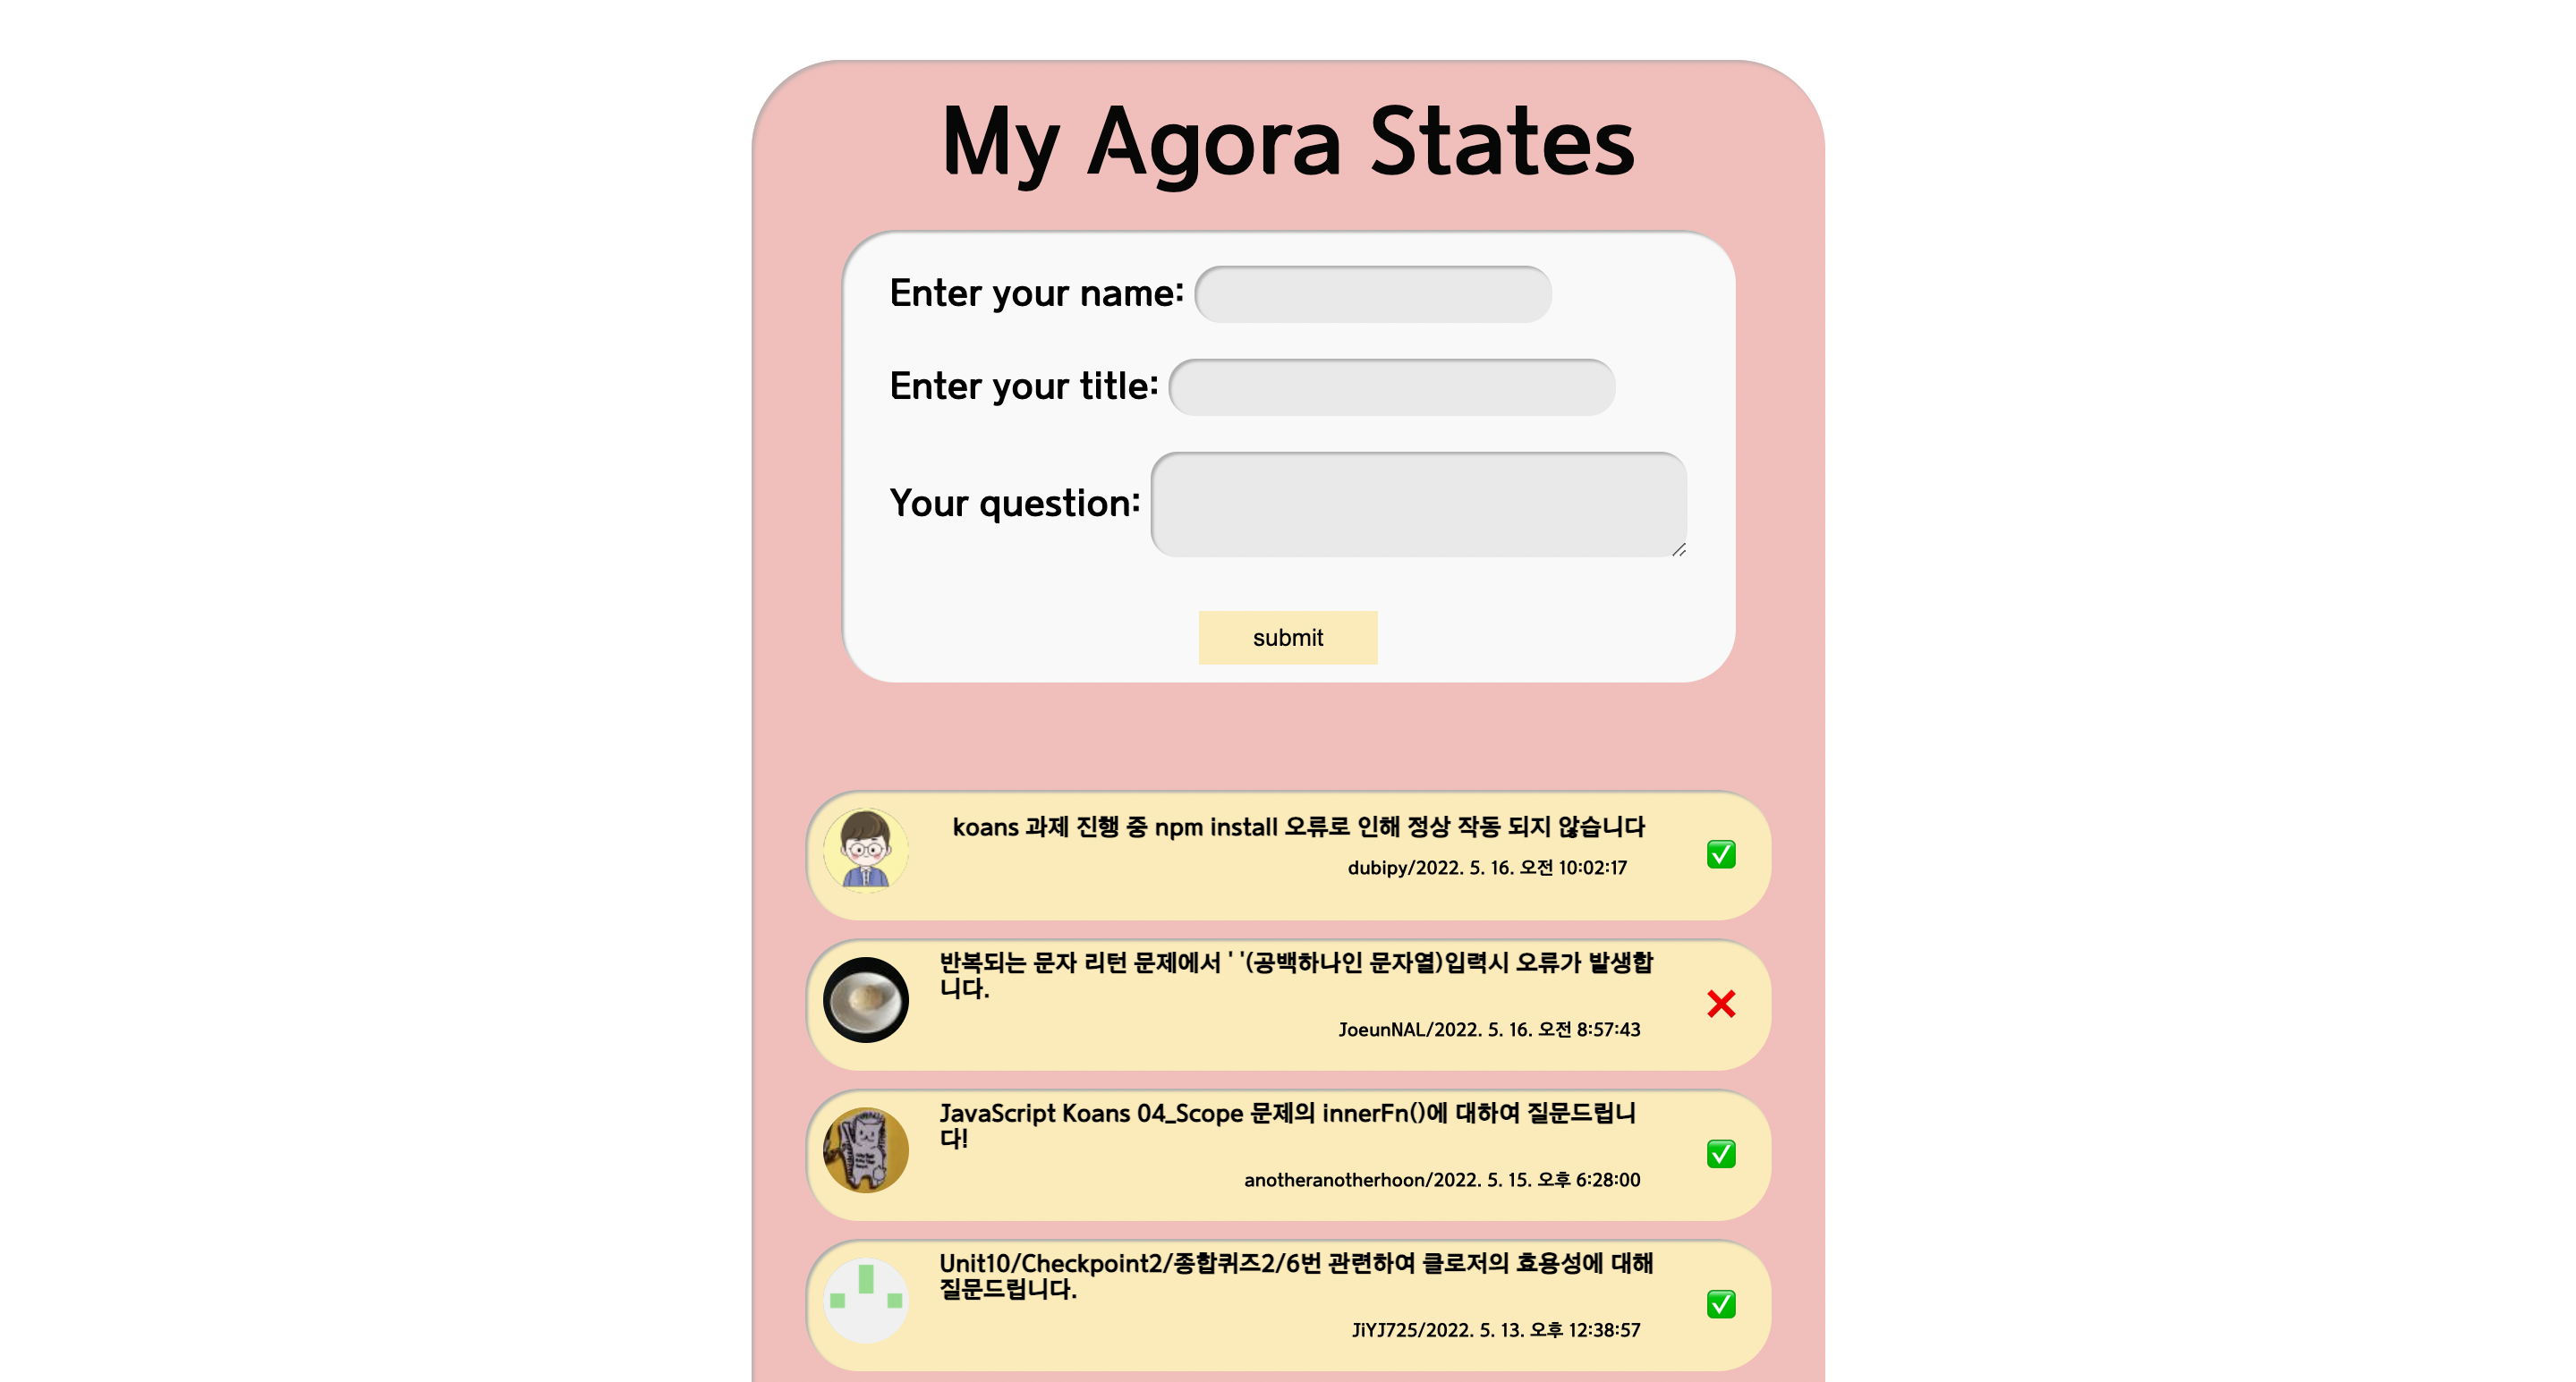 My Agora States
Enter your name:
Enter your title:
Your question:
submit
koans 과제 진행 중 npm install 오류로 인해 정상 작동 되지 않습니다
dubipy/2022. 5. 16. 오전 10:02:17
반복되는 문자 리턴 문제에서 ' '(공백하나인 문자열)입력시 오류가 발생합
니다.
JoeunNAL/2022. 5. 16. 오전 8:57:43
JavaScript Koans 04_Scope 문제의 innerFn()에 대하여 질문드립니
다!
anotheranotherhoon/2022. 5. 15. 오후 6:28:00
Unit10/Checkpoint2/종합퀴즈2/6번 관련하여 클로저의 효용성에 대해
질문드립니다.
JiYJ725/2022. 5. 13. 오후 12:38:57